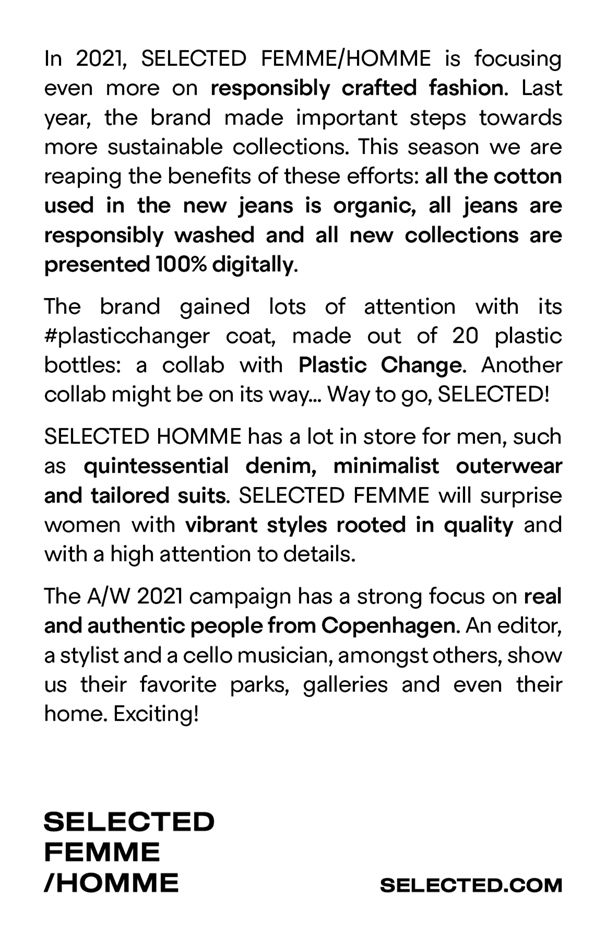 In 2021, SELECTED FEMME/HOMME is focusing
even more on responsibly crafted fashion. Last
year, the brand made important steps towards
more sustainable collections. This season we are
reaping the benefits of these efforts: all the cotton
used in the new jeans is organic, all jeans are
responsibly washed and all new collections are
presented 100% digitally.
The brand gained lots of attention with its
#plasticchanger coat, made out of 20 plastic
bottles: a collab with Plastic Change. Another
collab might be on its way... Way to go, SELECTED!
SELECTED HOMME has a lot in store for men, such
as quintessential denim, minimalist outerwear
and tailored suits. SELECTED FEMME will surprise
women with vibrant styles rooted in quality and
with a high attention to details.
The A/W 2021 campaign has a strong focus on real
and authentic people from Copenhagen. An editor,
a stylist and a cello musician, amongst others, show
us their favorite parks, galleries and even their
home. Exciting!
SELECTED
FEMME
/HOMME
SELECTED.COM